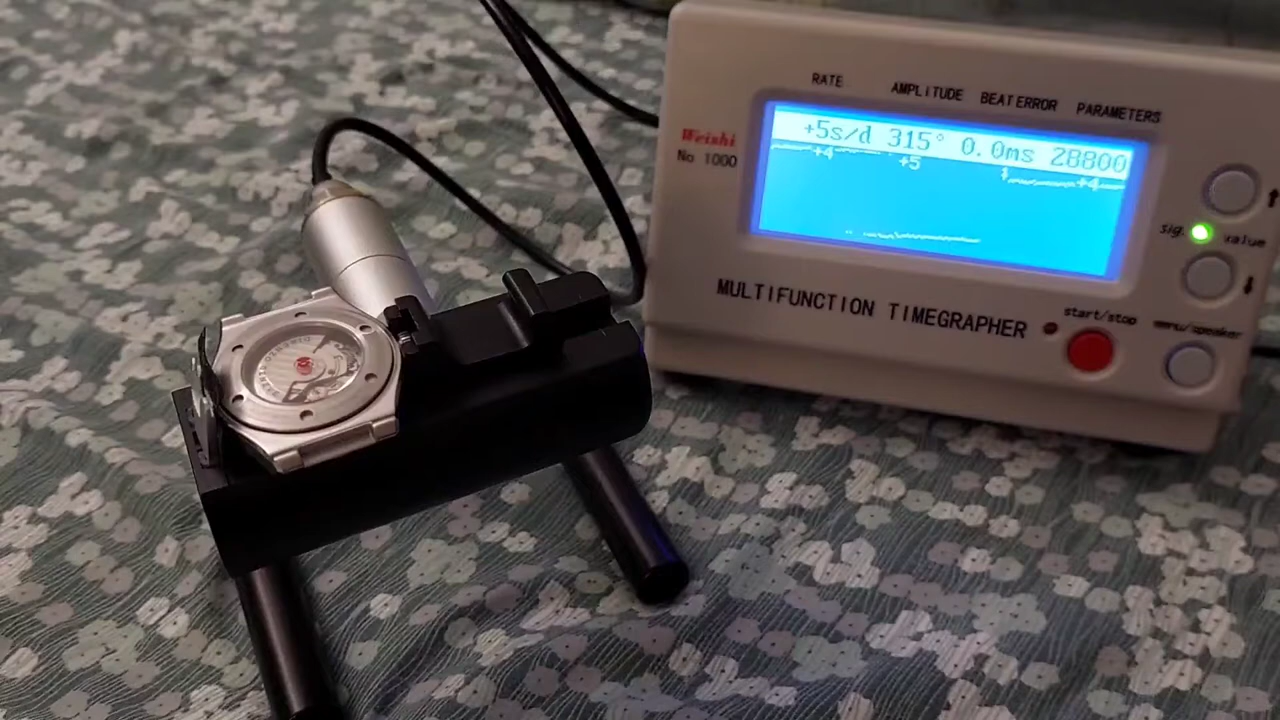 RATE AMPLITUDE BEAT ERROR PARAMETERS
+5s/d 315° 0.0ms 28800
+4 +5 +4
Weishi
No 1000
sig. value
MULTIFUNCTION TIMEGRAPHER
start/stop
menu/speaker